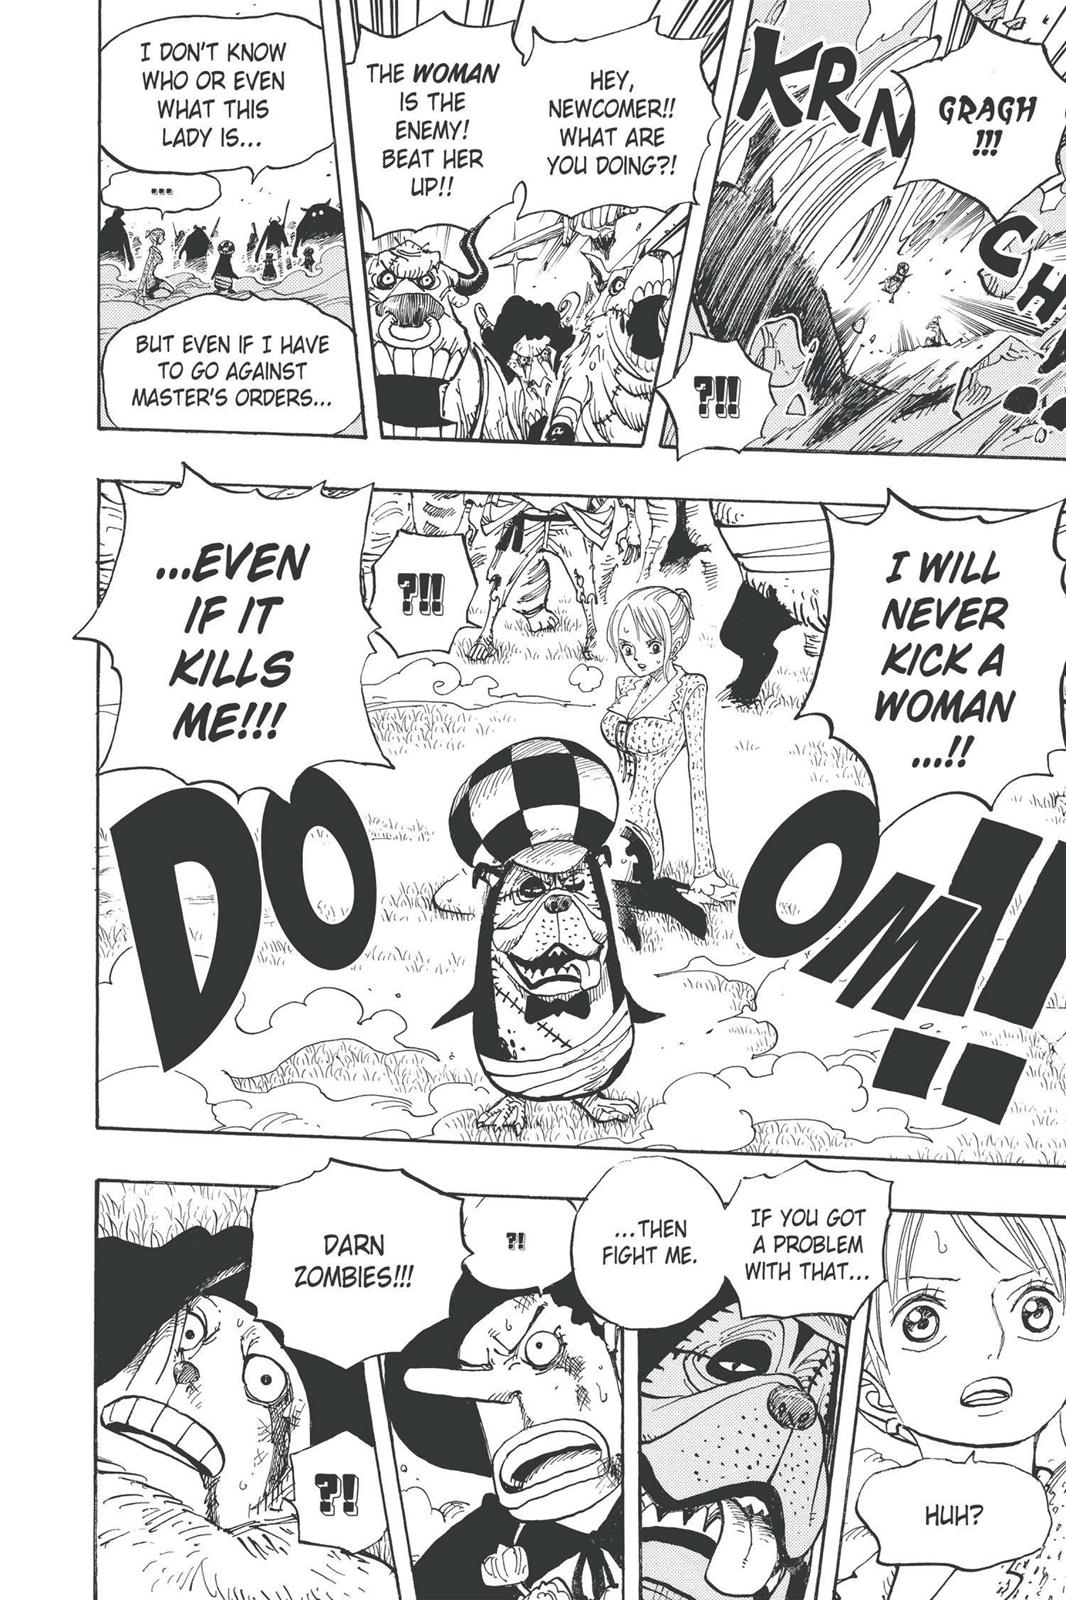 KRN
CH
GRAGH
!!!
?!!
HEY,
NEWCOMER!!
WHAT ARE
YOU DOING?!
THE WOMAN
IS THE
ENEMY!
BEAT HER
UP!!
I DON'T KNOW
WHO OR EVEN
WHAT THIS
LADY IS...
...
BUT EVEN IF I HAVE
TO GO AGAINST
MASTER'S ORDERS...
I WILL
NEVER
KICK A
WOMAN
...!!
?!!
...EVEN
IF IT
KILLS
ME!!!
DOOM!!
HUH?
IF YOU GOT
A PROBLEM
WITH THAT...
...THEN
FIGHT ME.
?!
DARN
ZOMBIES!!!
?!